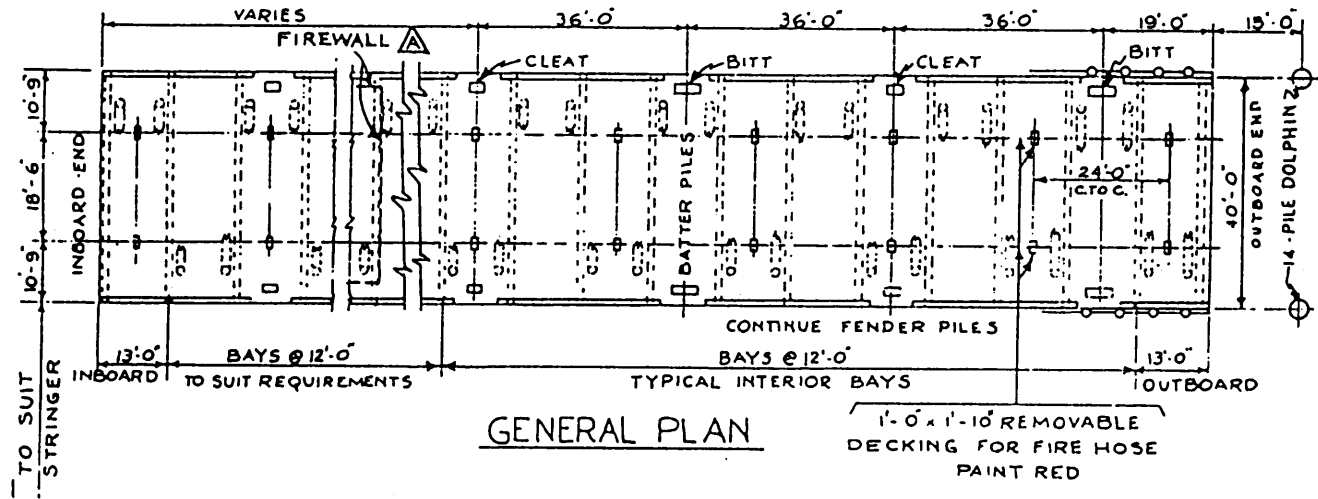 VARIES
36'-0"
36'-0"
36'-0"
19'-0"
15'-0"
FIREWALL
A
CLEAT
BITT
CLEAT
BITT
10'-9"
18'-6"
10'-9"
INBOARD END
BATTER PILES
24'-0"
C.TO C.
40'-0"
OUTBOARD END
14-PILE DOLPHIN 2
CONTINUE FENDER PILES
13'-0"
BAYS @ 12'-0"
BAYS @ 12'-0"
13'-0"
INBOARD
TO SUIT REQUIREMENTS
TYPICAL INTERIOR BAYS
OUTBOARD
TO SUIT
STRINGER
GENERAL PLAN
1'-0" x 1'-10" REMOVABLE
DECKING FOR FIRE HOSE
PAINT RED